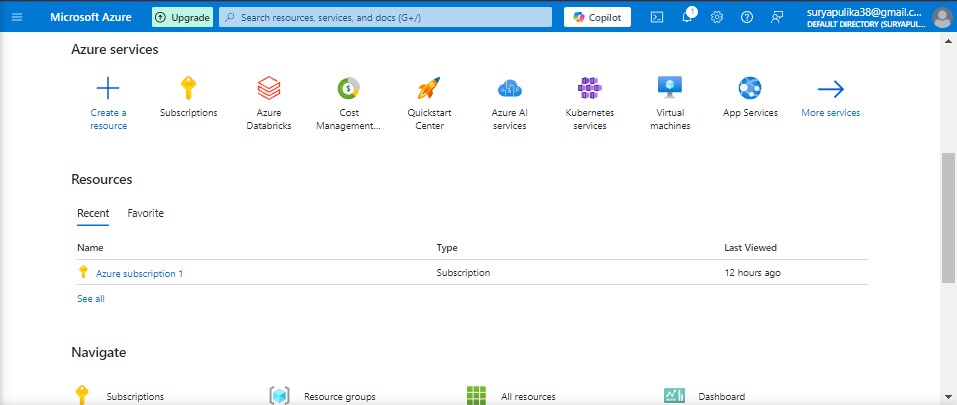 Microsoft Azure
Upgrade
Search resources, services, and docs (G+/)
Copilot
1
suryapulika38@gmail.c...
DEFAULT DIRECTORY (SURYAPUL...
Azure services
Create a resource
Subscriptions
Azure Databricks
Cost Management...
Quickstart Center
Azure AI services
Kubernetes services
Virtual machines
App Services
More services
Resources
Recent Favorite
Name Type Last Viewed
Azure subscription 1 Subscription 12 hours ago
See all
Navigate
Subscriptions Resource groups All resources Dashboard